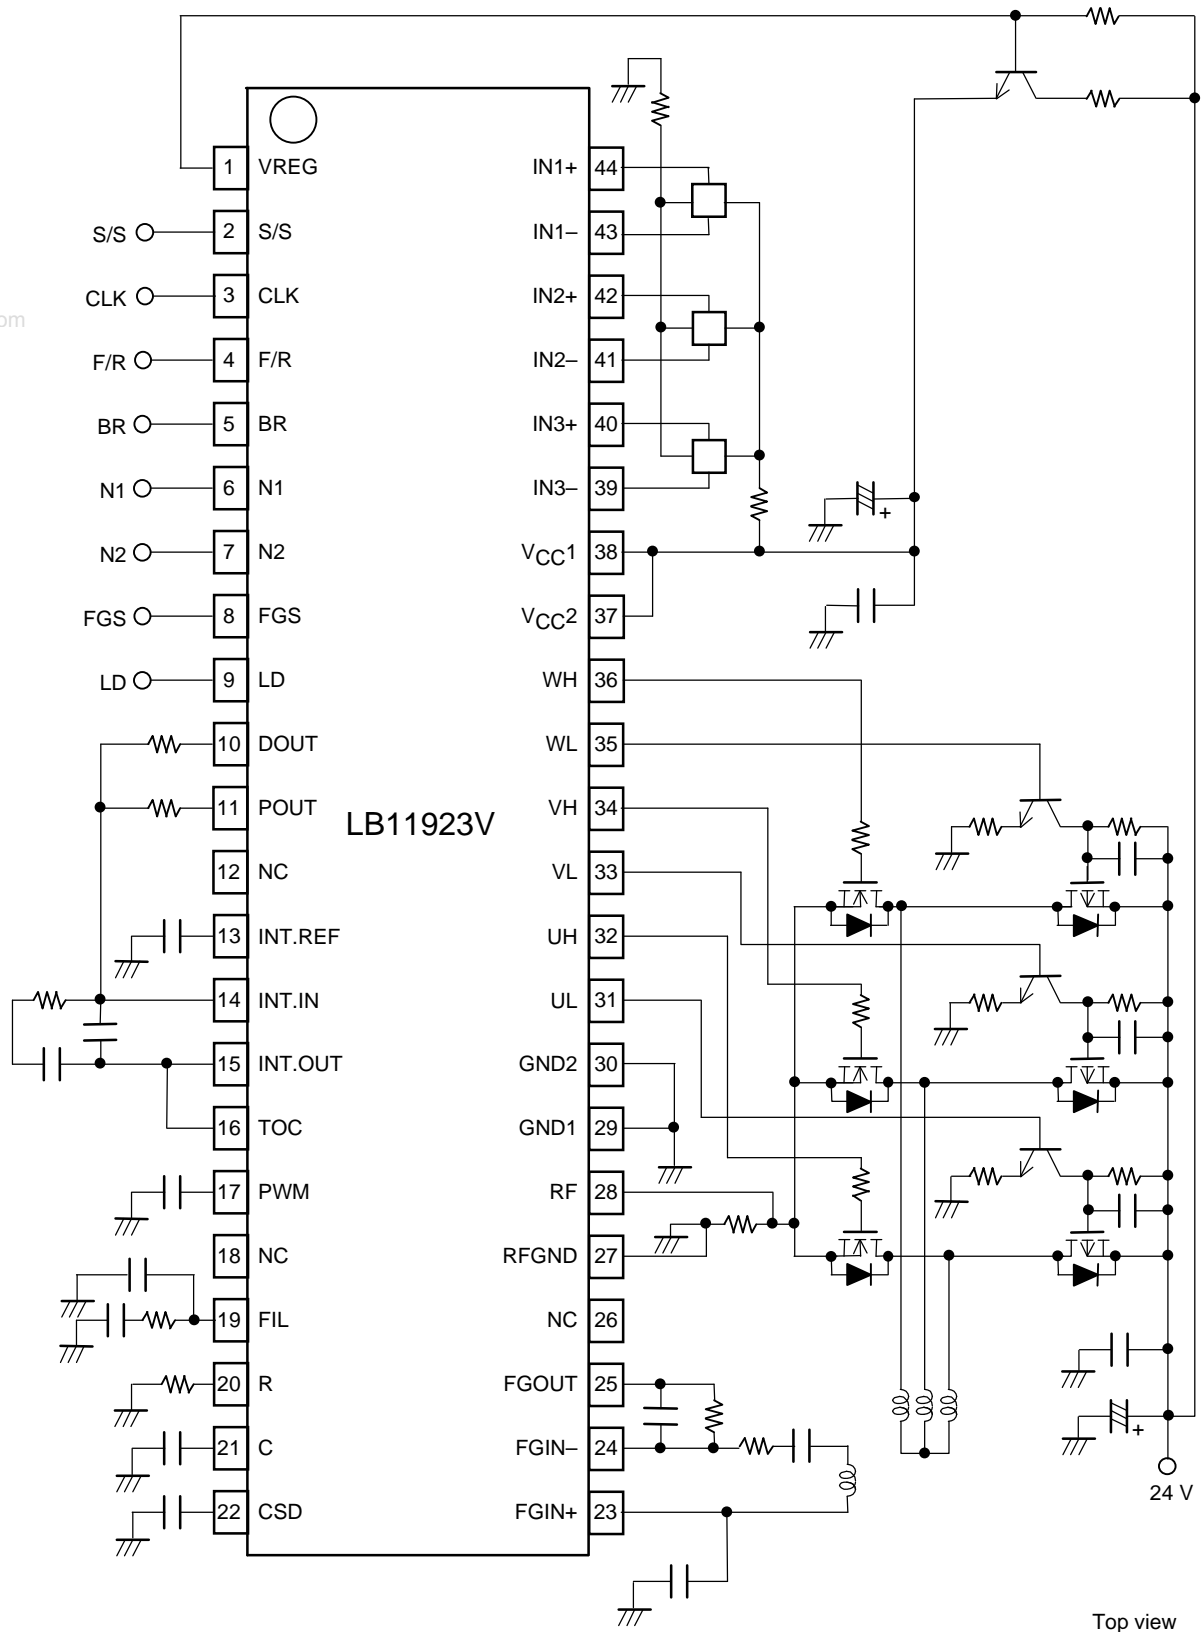 1 VREG
S/S 2 S/S
CLK 3 CLK
om
F/R 4 F/R
BR 5 BR
N1 6 N1
N2 7 N2
FGS 8 FGS
LD 9 LD
10 DOUT
11 POUT
12 NC
13 INT.REF
14 INT.IN
15 INT.OUT
16 TOC
17 PWM
18 NC
19 FIL
20 R
21 C
22 CSD
LB11923V
IN1+ 44
IN1– 43
IN2+ 42
IN2– 41
IN3+ 40
IN3– 39
VCC1 38
VCC2 37
WH 36
WL 35
VH 34
VL 33
UH 32
UL 31
GND2 30
GND1 29
RF 28
RFGND 27
NC 26
FGOUT 25
FGIN– 24
FGIN+ 23
+
+
24 V
Top view